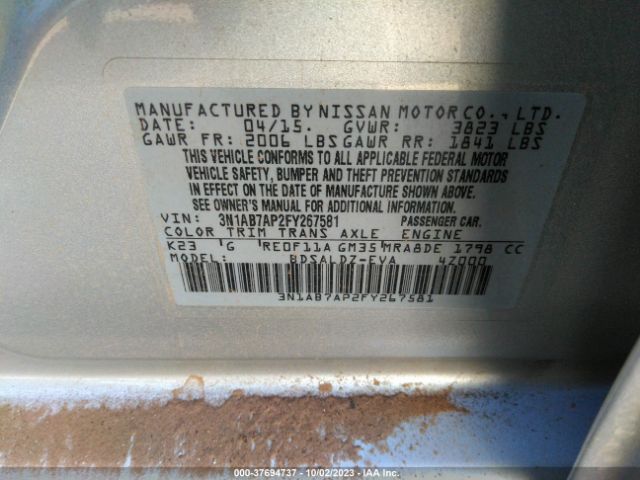 MANUFACTURED BY NISSAN MOTOR CO., LTD.
DATE: 04/15. GVWR: 3823 LBS
GAWR FR: 2006 LBS GAWR RR: 1841 LBS
THIS VEHICLE CONFORMS TO ALL APPLICABLE FEDERAL MOTOR
VEHICLE SAFETY, BUMPER AND THEFT PREVENTION STANDARDS
IN EFFECT ON THE DATE OF MANUFACTURE SHOWN ABOVE.
SEE OWNER'S MANUAL FOR ADDITIONAL INFORMATION.
VIN: 3N1AB7AP2FY267581 PASSENGER CAR.
COLOR TRIM TRANS AXLE ENGINE
K23 G RE0F11A GM35 MRA8DE 1798 CC
MODEL: BDSALDZ-EVA 4Z000
3N1AB7AP2FY267581
000-37694737 - 10/02/2023 - IAA Inc.